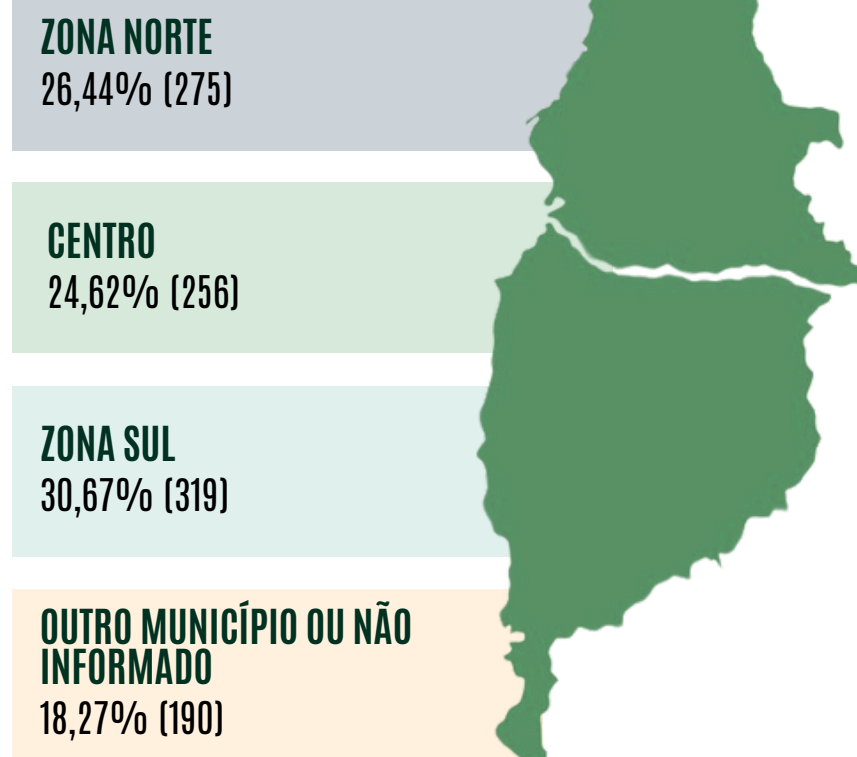 ZONA NORTE
26,44% (275)
CENTRO
24,62% (256)
ZONA SUL
30,67% (319)
OUTRO MUNICÍPIO OU NÃO
INFORMADO
18,27% (190)